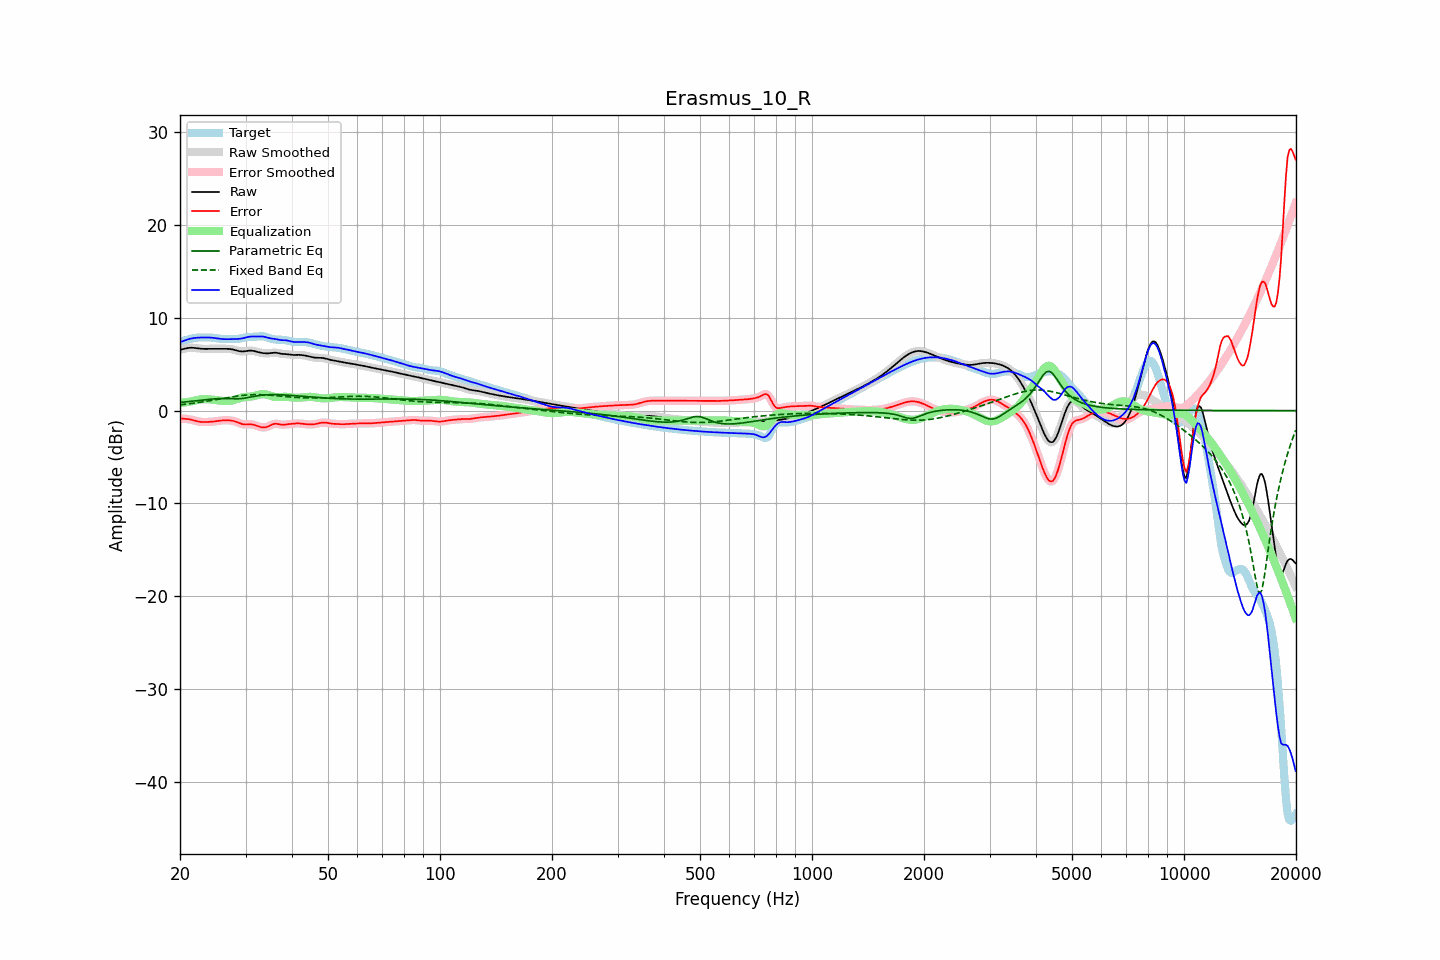 Erasmus_10_R
Target
Raw Smoothed
Error Smoothed
Raw
Error
Equalization
Parametric Eq
Fixed Band Eq
Equalized
30
20
10
0
−10
−20
−30
−40
Amplitude (dBr)
20 50 100 200 500 1000 2000 5000 10000 20000
Frequency (Hz)